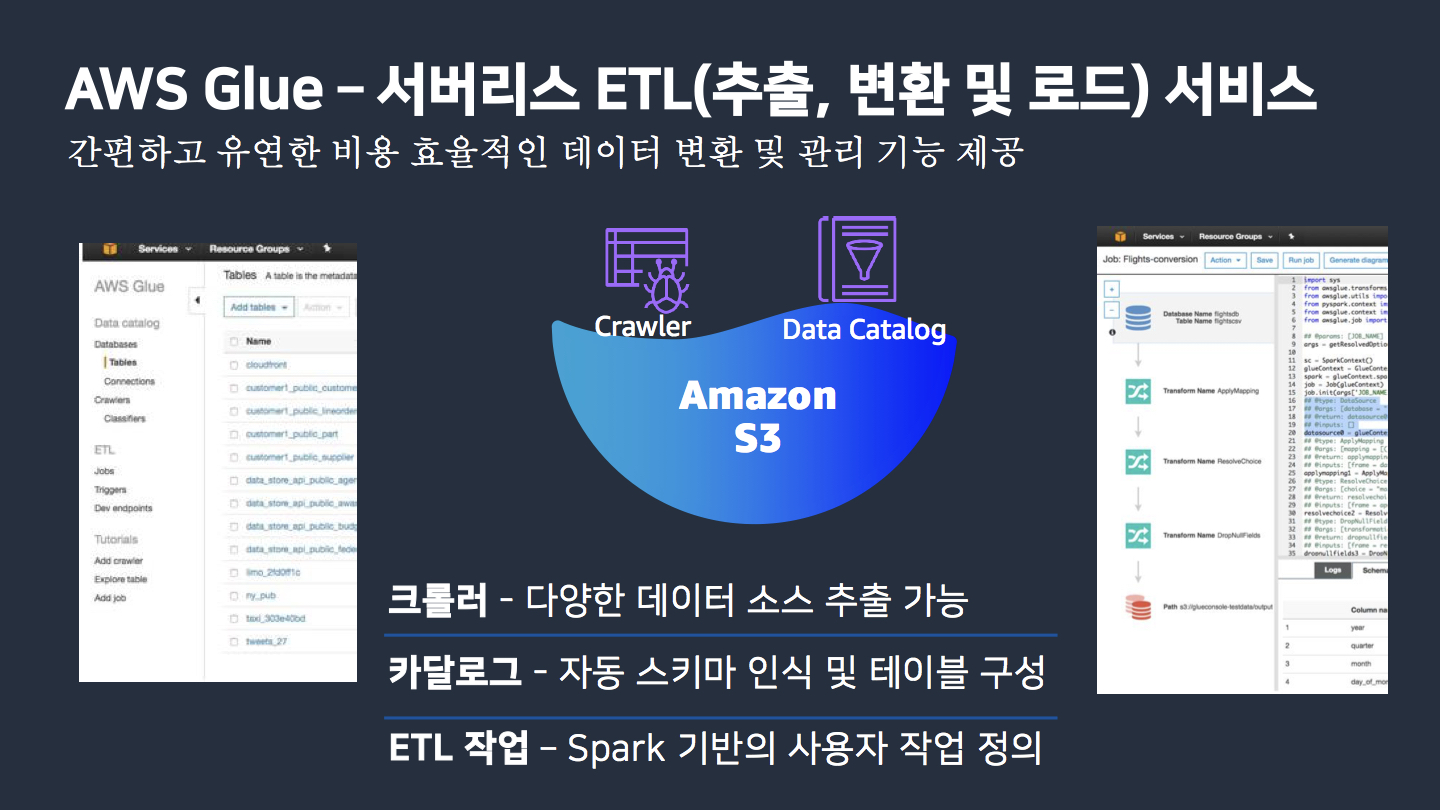 AWS Glue – 서버리스 ETL(추출, 변환 및 로드) 서비스
간편하고 유연한 비용 효율적인 데이터 변환 및 관리 기능 제공
Services
Resource Groups
AWS Glue
Data catalog
Databases
Tables
Connections
Crawlers
Classifiers
ETL
Jobs
Triggers
Dev endpoints
Tutorials
Add crawler
Explore table
Add job
Tables A table is the metadata
Add tables
Action
Name
cloudfront
customer1_public_custome
customer1_public_lineorder
customer1_public_part
customer1_public_supplier
data_store_api_public_agen
data_store_api_public_awar
data_store_api_public_budg
data_store_api_public_fede
limo_2fd0ff1c
ny_pub
taxi_303e40bd
tweets_27
Crawler
Data Catalog
Amazon
S3
크롤러 - 다양한 데이터 소스 추출 가능
카달로그 - 자동 스키마 인식 및 테이블 구성
ETL 작업 – Spark 기반의 사용자 작업 정의
Services
Resource Groups
Job: Flights-conversion
Action
Save
Run job
Generate diagram
Database Name flightsdb
Table Name flightscsv
Transform Name ApplyMapping
Transform Name ResolveChoice
Transform Name DropNullFields
Path s3://glueconsole-testdata/output
1 import sys
2 from awsglue.transforms
3 from awsglue.utils impo
4 from pyspark.context im
5 from awsglue.context im
6 from awsglue.job import
7
8 ## @params: [JOB_NAME]
9 args = getResolvedOptio
10
11 sc = SparkContext()
12 glueContext = GlueConte
13 spark = glueContext.spa
14 job = Job(glueContext)
15 job.init(args['JOB_NAME
16 ## @type: DataSource
17 ## @args: [database = "
18 ## @return: datasource0
19 ## @inputs: []
20 datasource0 = glueConte
21 ## @type: ApplyMapping
22 ## @args: [mapping = [(
23 ## @return: applymappin
24 ## @inputs: [frame = da
25 applymapping1 = ApplyMa
26 ## @type: ResolveChoice
27 ## @args: [choice = "ma
28 ## @return: resolvechoi
29 ## @inputs: [frame = ap
30 resolvechoice2 = Resolv
31 ## @type: DropNullField
32 ## @args: [transformati
33 ## @return: dropnullfie
34 ## @inputs: [frame = re
35 dropnullfields3 = DropN
Logs
Schema
Column na
1 year
2 quarter
3 month
4 day_of_mon